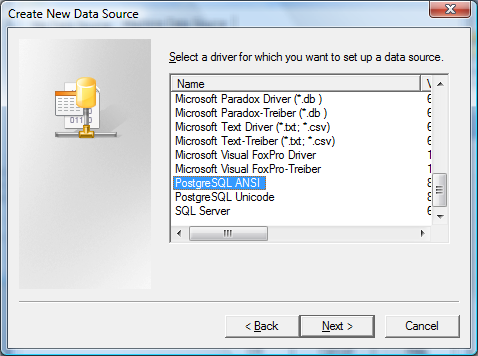 Create New Data Source
Select a driver for which you want to set up a data source.
Name
Microsoft Paradox Driver (*.db )	6
Microsoft Paradox-Treiber (*.db )	6
Microsoft Text Driver (*.txt; *.csv)	6
Microsoft Text-Treiber (*.txt; *.csv)	6
Microsoft Visual FoxPro Driver	1
Microsoft Visual FoxPro-Treiber	1
PostgreSQL ANSI	8
PostgreSQL Unicode	8
SQL Server	6
< Back	Next >	Cancel